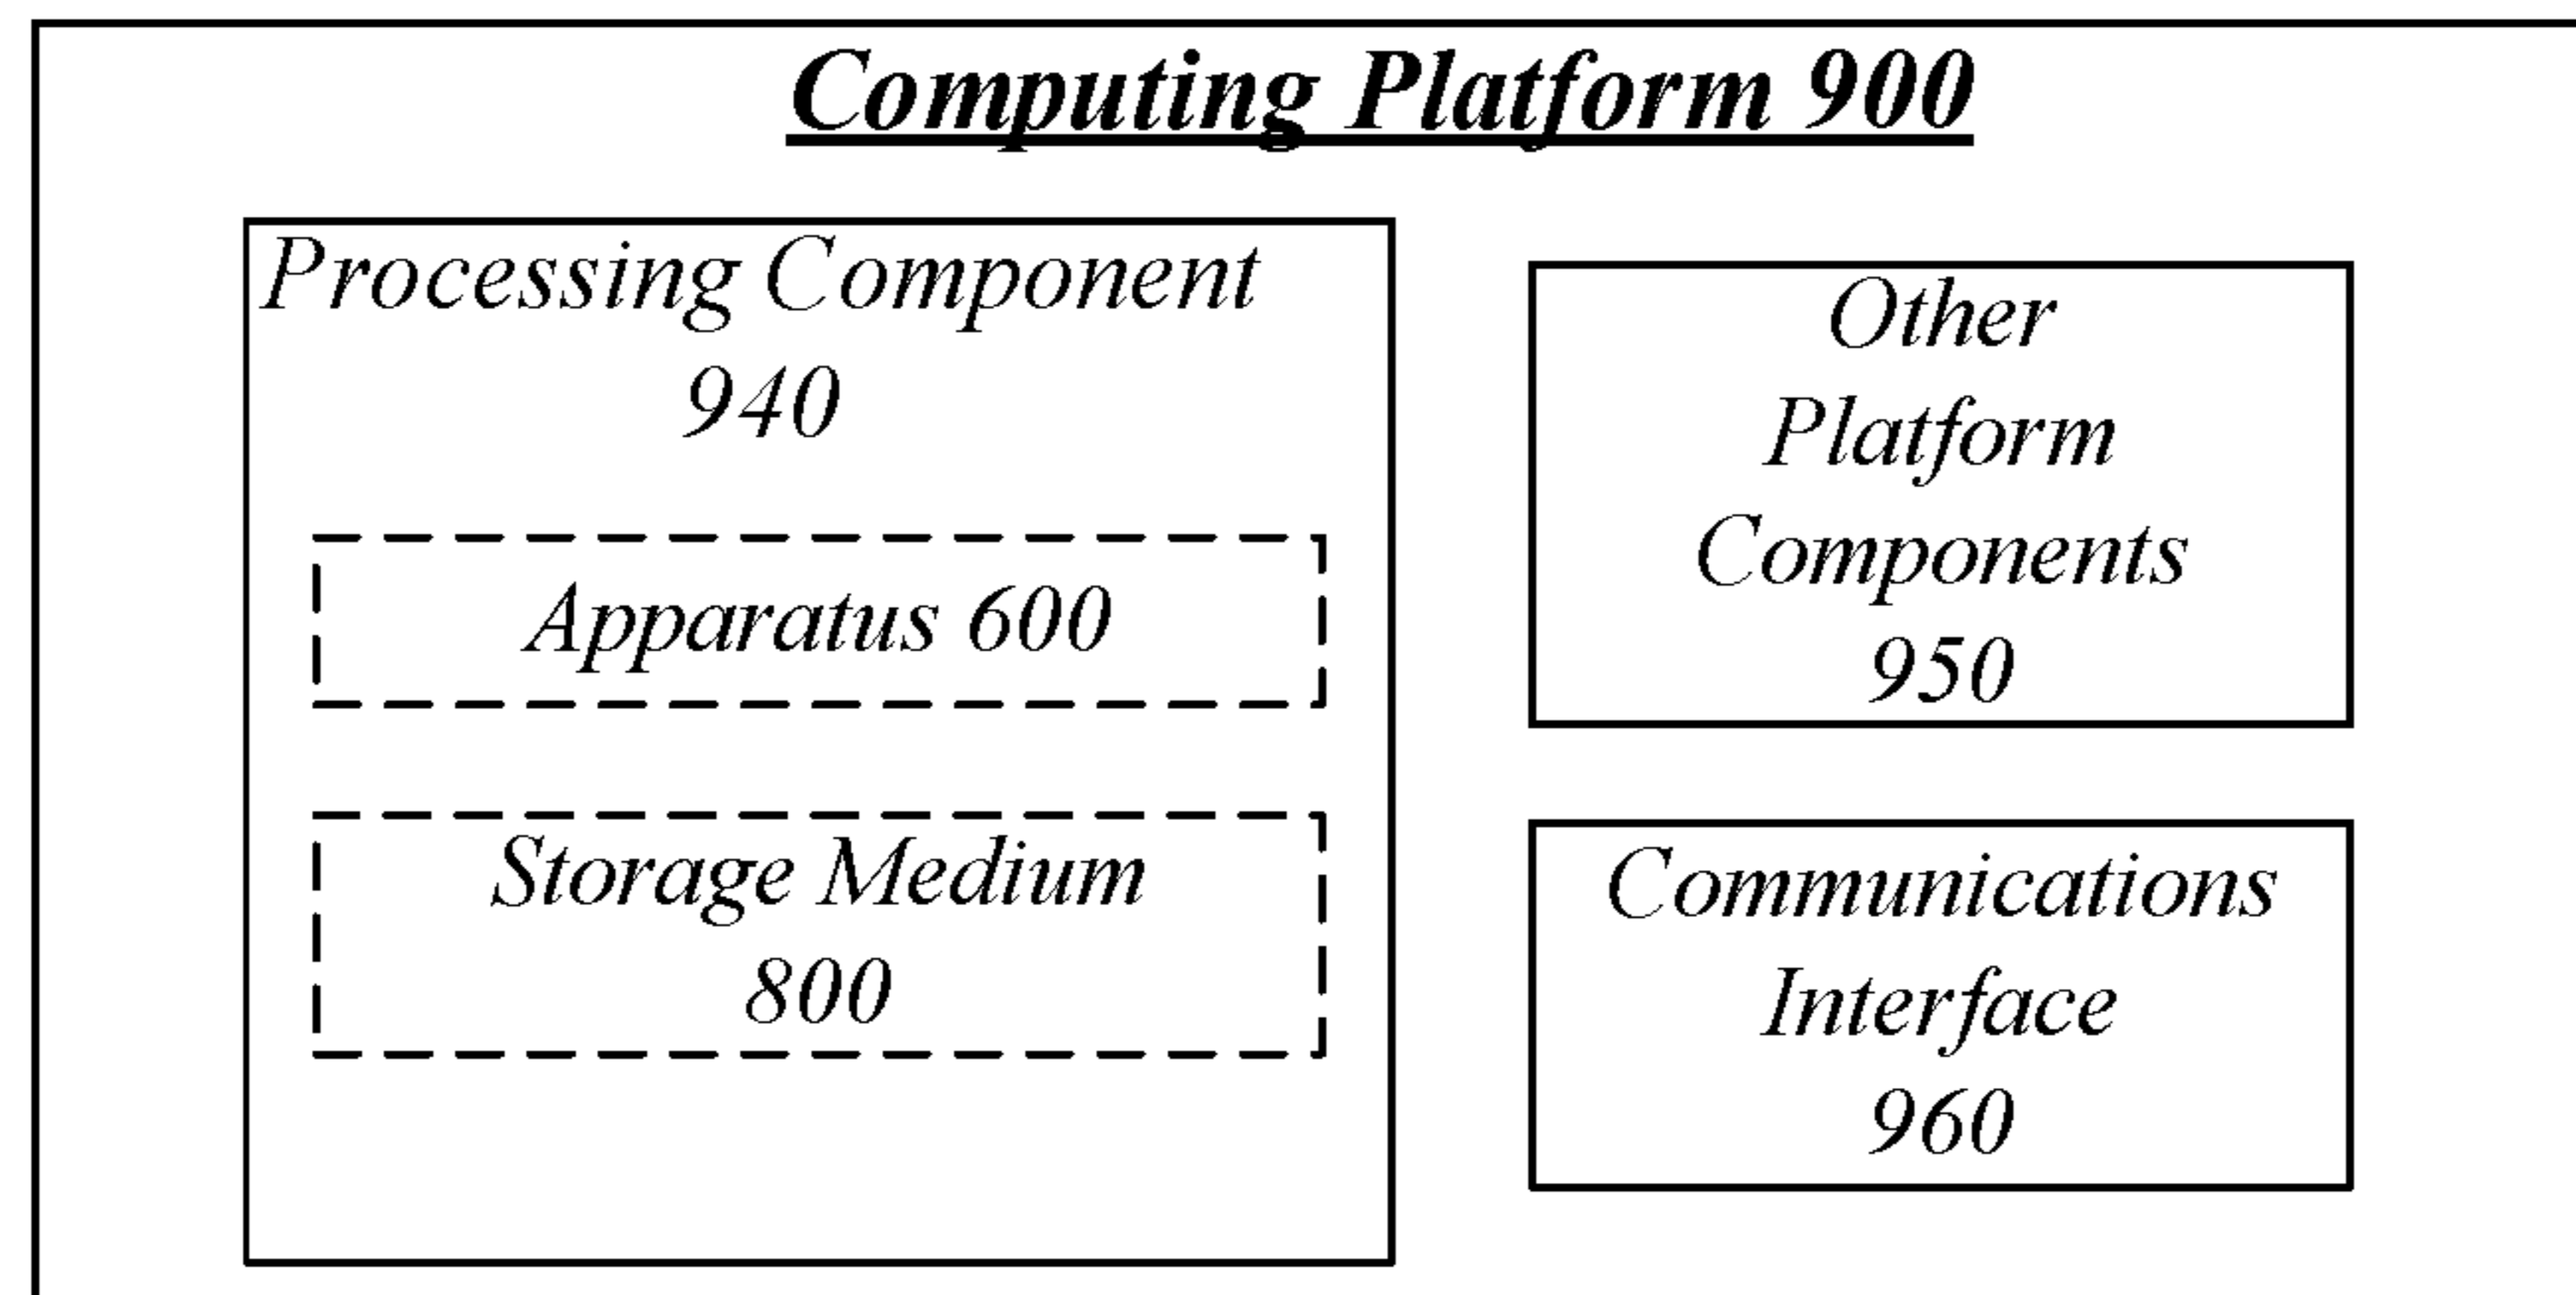 Computing Platform 900
Processing Component
940
Apparatus 600
Storage Medium
800
Other
Platform
Components
950
Communications
Interface
960